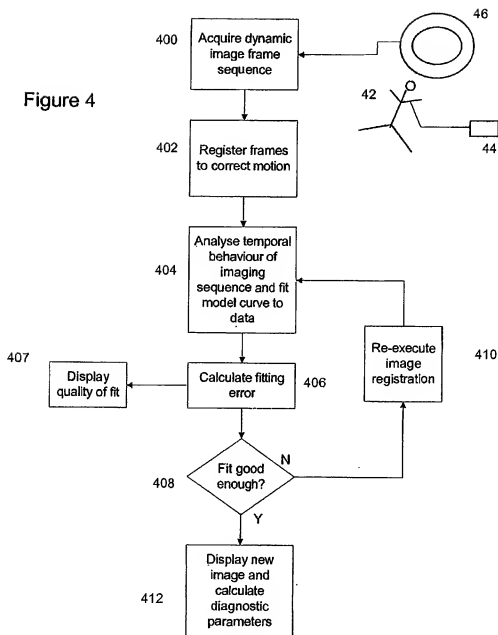 Figure 4
400
Acquire dynamic
image frame
sequence
46
42
44
402
Register frames
to correct motion
404
Analyse temporal
behaviour of
imaging sequence
and fit
model curve to
data
410
Re-execute
image
registration
407
Display
quality of fit
Calculate fitting
error
406
408
Fit good
enough?
N
Y
412
Display new
image and
calculate
diagnostic
parameters